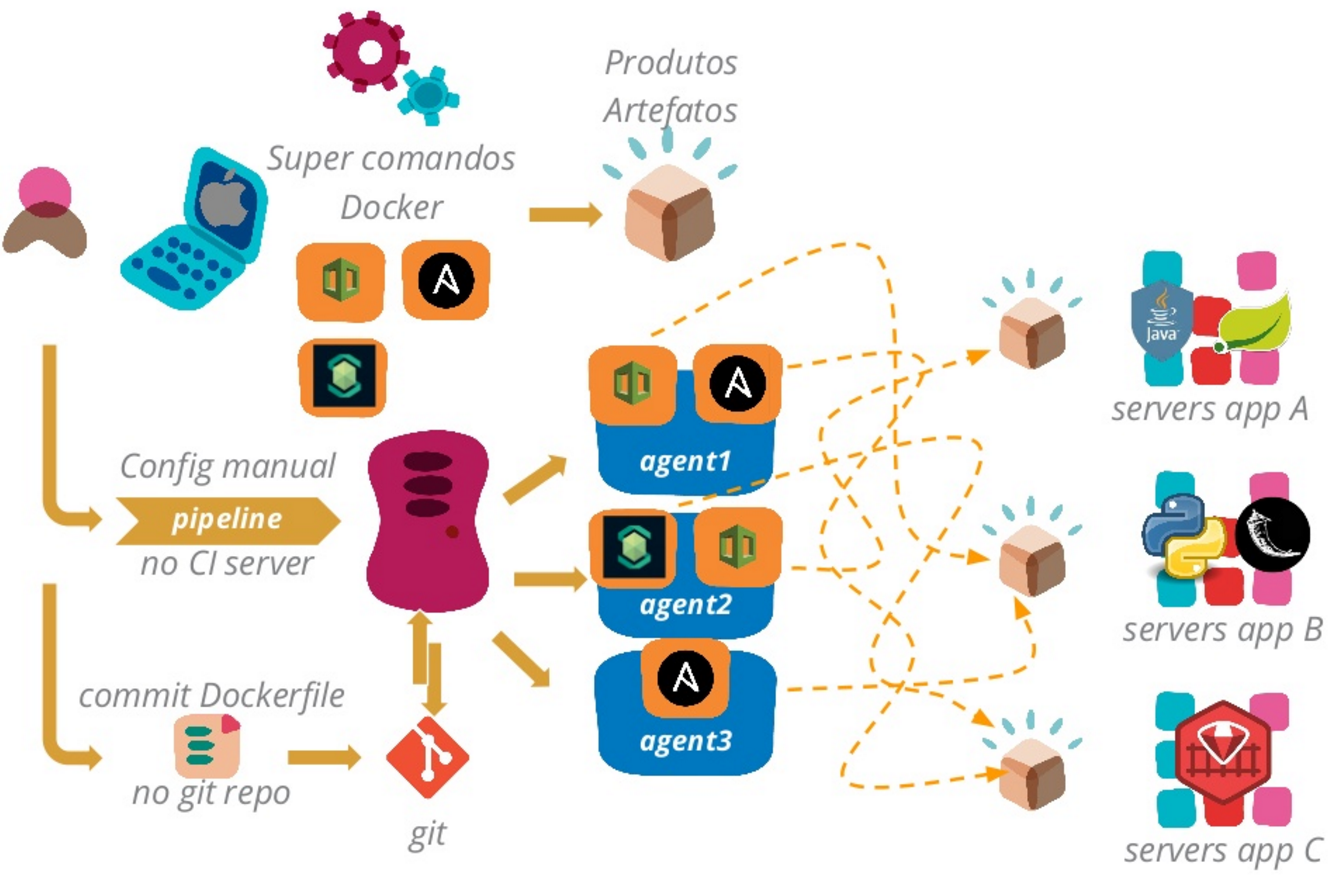 Produtos
Artefatos
Super comandos
Docker
Java
servers app A
Config manual
pipeline
no CI server
agent1
agent2
servers app B
commit Dockerfile
no git repo
git
agent3
servers app C